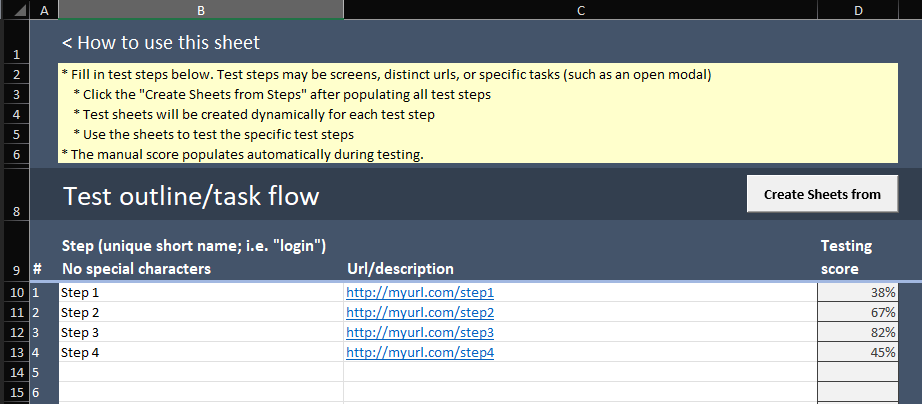 A B C D
1 < How to use this sheet
2 * Fill in test steps below. Test steps may be screens, distinct urls, or specific tasks (such as an open modal)
3 * Click the "Create Sheets from Steps" after populating all test steps
4 * Test sheets will be created dynamically for each test step
5 * Use the sheets to test the specific test steps
6 * The manual score populates automatically during testing.
8 Test outline/task flow Create Sheets from
Step (unique short name; i.e. "login") Testing
9 # No special characters Url/description score
10 1 Step 1 http://myurl.com/step1 38%
11 2 Step 2 http://myurl.com/step2 67%
12 3 Step 3 http://myurl.com/step3 82%
13 4 Step 4 http://myurl.com/step4 45%
14 5
15 6